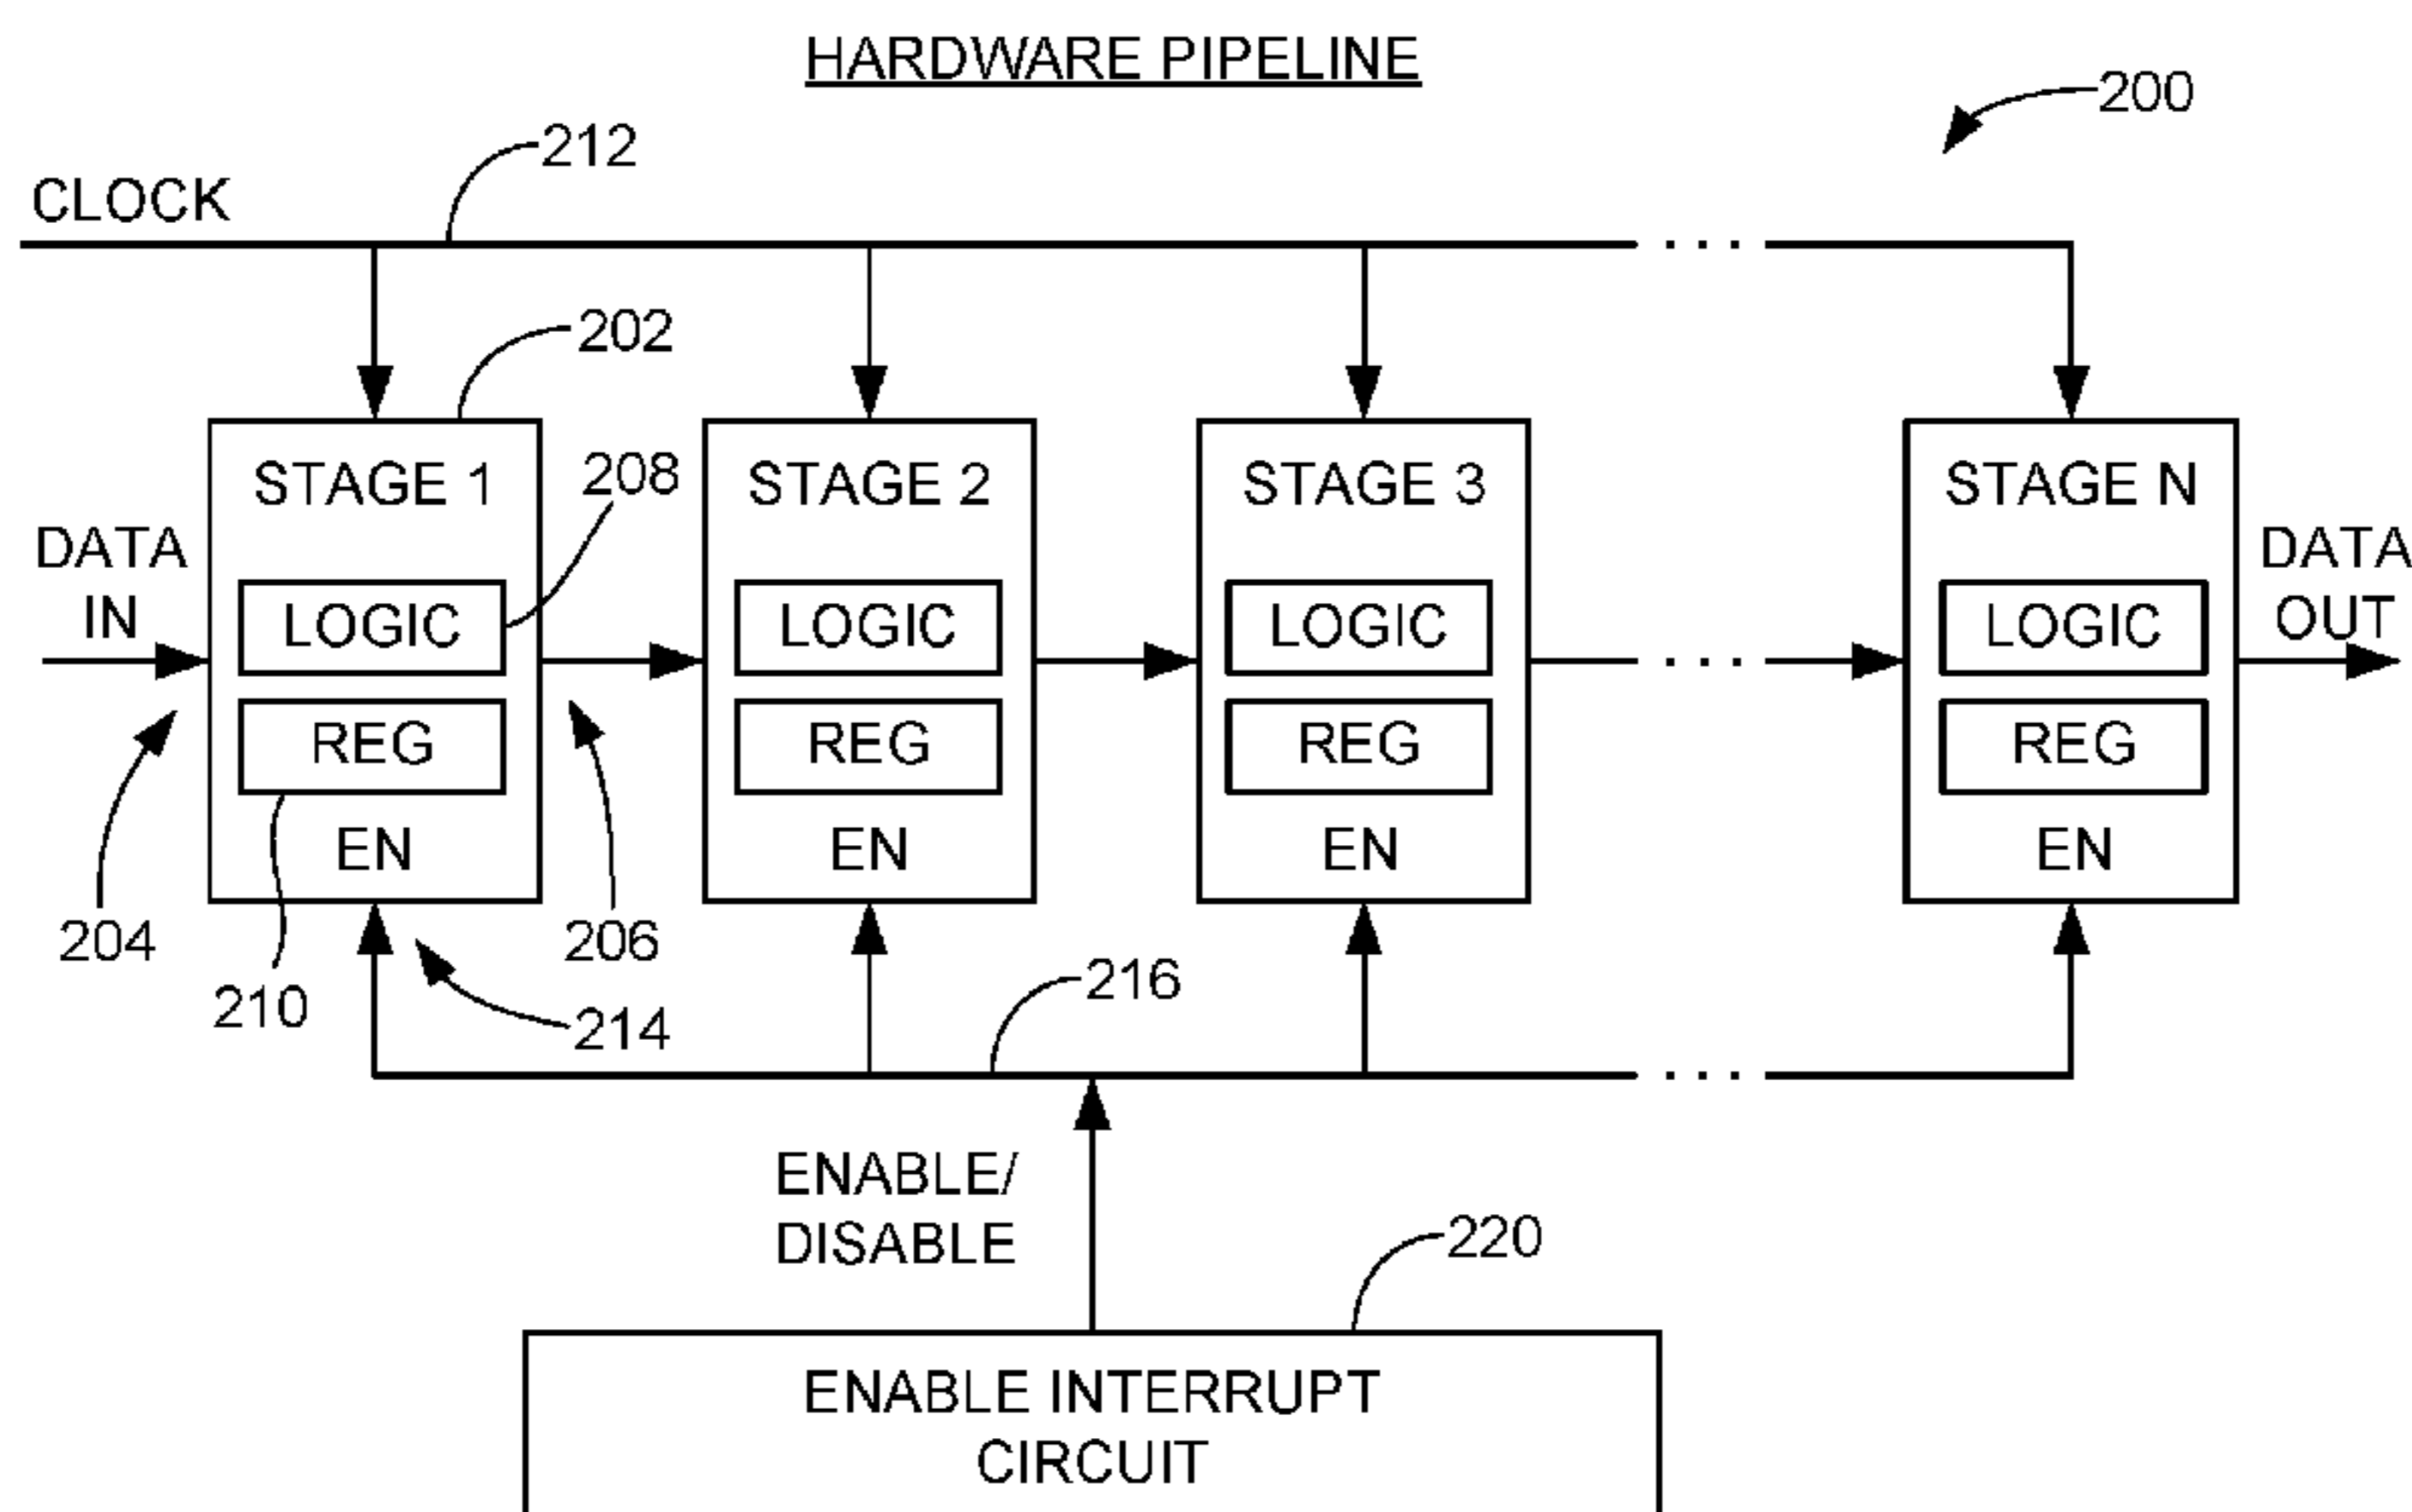 HARDWARE PIPELINE
200
212
CLOCK
202
STAGE 1
208
STAGE 2
STAGE 3
STAGE N
DATA
IN
DATA
OUT
LOGIC
LOGIC
LOGIC
LOGIC
REG
REG
REG
REG
EN
EN
EN
EN
204
206
210
214
216
ENABLE/
DISABLE
220
ENABLE INTERRUPT
CIRCUIT